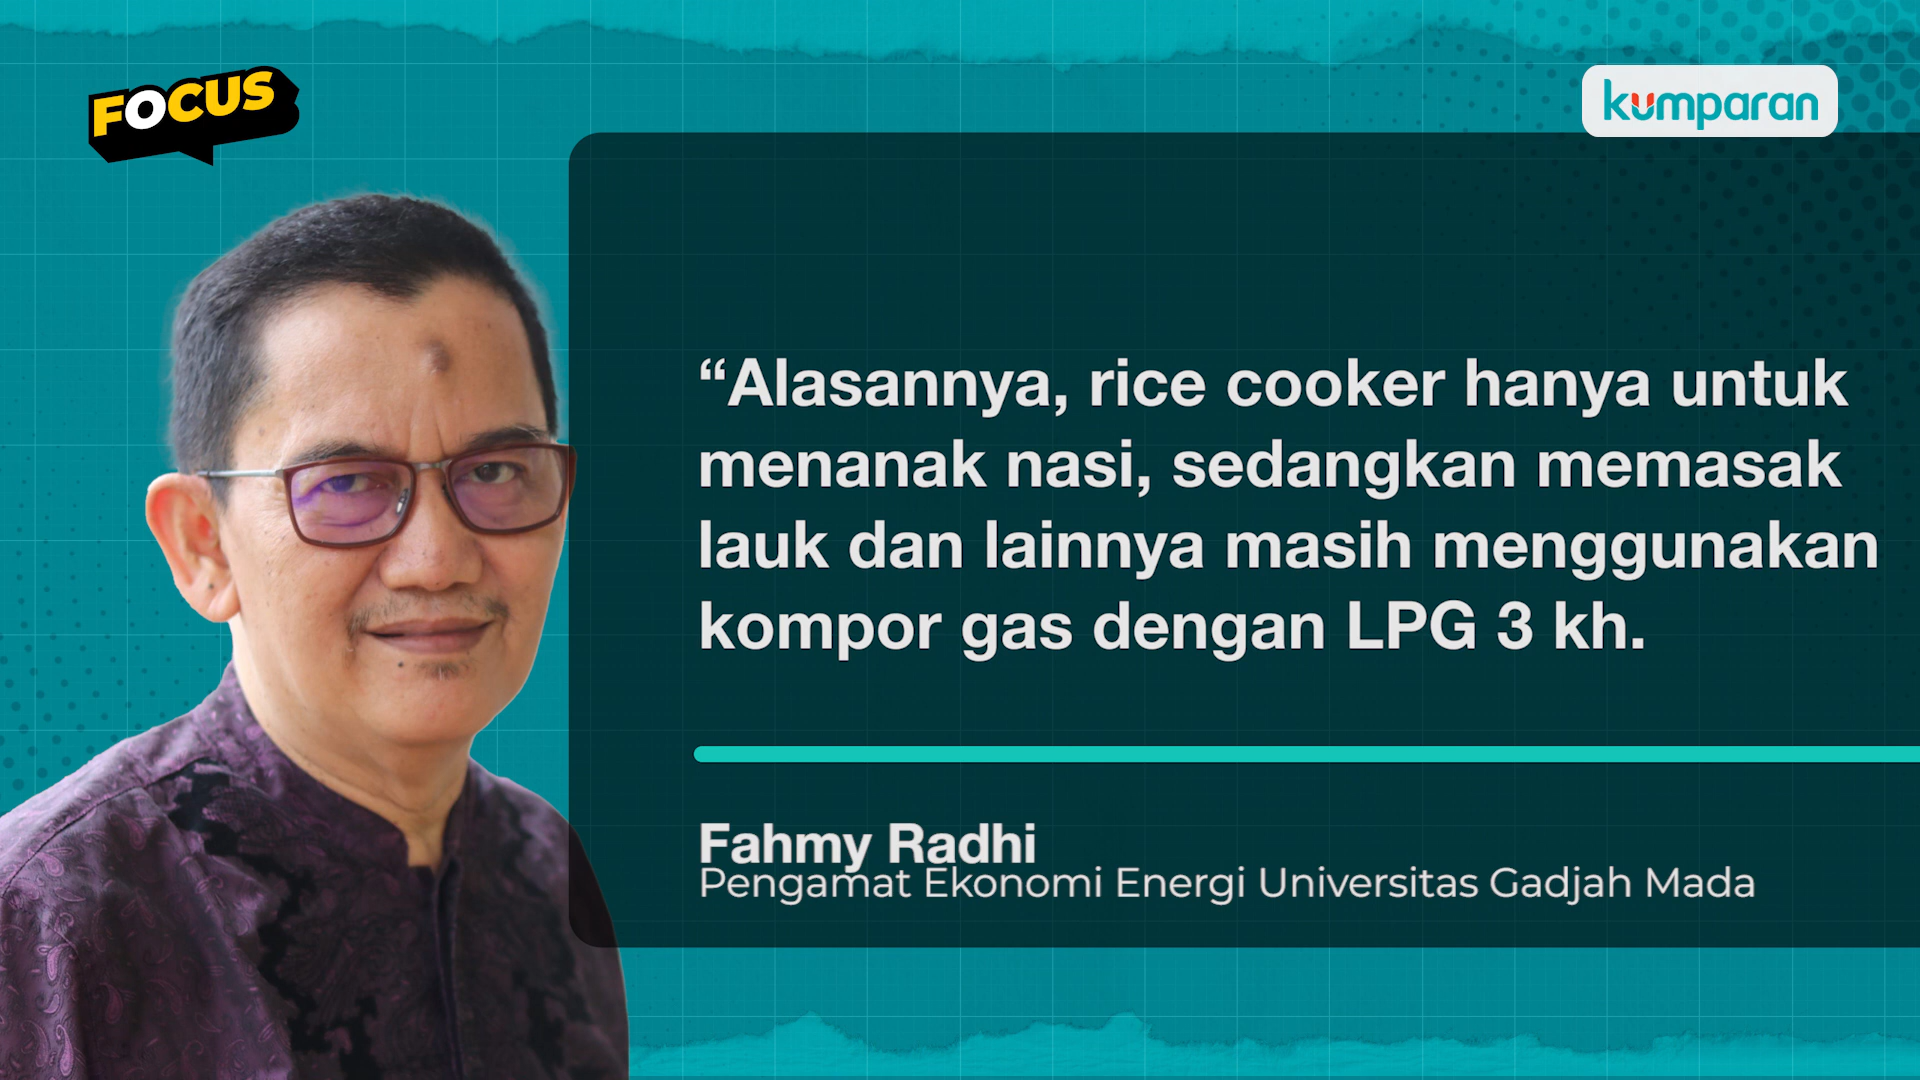 FOCUS
kumparan
“Alasannya, rice cooker hanya untuk
menanak nasi, sedangkan memasak
lauk dan lainnya masih menggunakan
kompor gas dengan LPG 3 kh.
Fahmy Radhi
Pengamat Ekonomi Energi Universitas Gadjah Mada